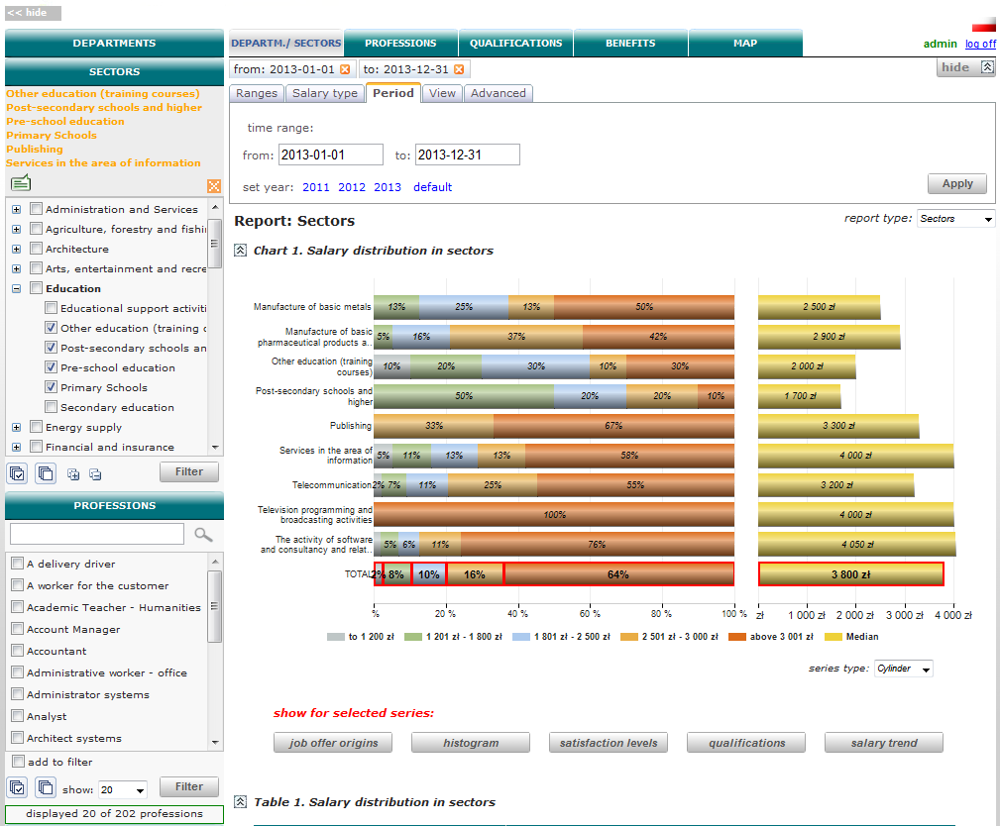 << hide
DEPARTMENTS
SECTORS
Other education (training courses)
Post-secondary schools and higher
Pre-school education
Primary Schools
Publishing
Services in the area of information
Administration and Services
Agriculture, forestry and fishi
Architecture
Arts, entertainment and recre
Education
Educational support activiti
Other education (training c
Post-secondary schools an
Pre-school education
Primary Schools
Secondary education
Energy supply
Financial and insurance
Filter
PROFESSIONS
A delivery driver
A worker for the customer
Academic Teacher - Humanities
Account Manager
Accountant
Administrative worker - office
Administrator systems
Analyst
Architect systems
add to filter
show: 20
Filter
displayed 20 of 202 professions
DEPARTM./ SECTORS PROFESSIONS QUALIFICATIONS BENEFITS MAP
admin log off
from: 2013-01-01 to: 2013-12-31
hide
Ranges Salary type Period View Advanced
time range:
from: 2013-01-01 to: 2013-12-31
set year: 2011 2012 2013 default
Apply
Report: Sectors
report type: Sectors
Chart 1. Salary distribution in sectors
Manufacture of basic metals 13% 25% 13% 50% 2 500 zł
Manufacture of basic
pharmaceutical products a.. 5% 16% 37% 42% 2 900 zł
Other education (training
courses) 10% 20% 30% 10% 30% 2 000 zł
Post-secondary schools and
higher 50% 20% 20% 10% 1 700 zł
Publishing 33% 67% 3 300 zł
Services in the area of
information 5% 11% 13% 13% 58% 4 000 zł
Telecommunication 2% 7% 11% 25% 55% 3 200 zł
Television programming and
broadcasting activities 100% 4 000 zł
The activity of software
and consultancy and relat.. 5% 6% 11% 76% 4 050 zł
TOTAL 2% 8% 10% 16% 64% 3 800 zł
% 20 % 40 % 60 % 80 % 100 % zł 1 000 zł 2 000 zł 3 000 zł 4 000 zł
to 1 200 zł 1 201 zł - 1 800 zł 1 801 zł - 2 500 zł 2 501 zł - 3 000 zł above 3 001 zł Median
series type: Cylinder
show for selected series:
job offer origins histogram satisfaction levels qualifications salary trend
Table 1. Salary distribution in sectors